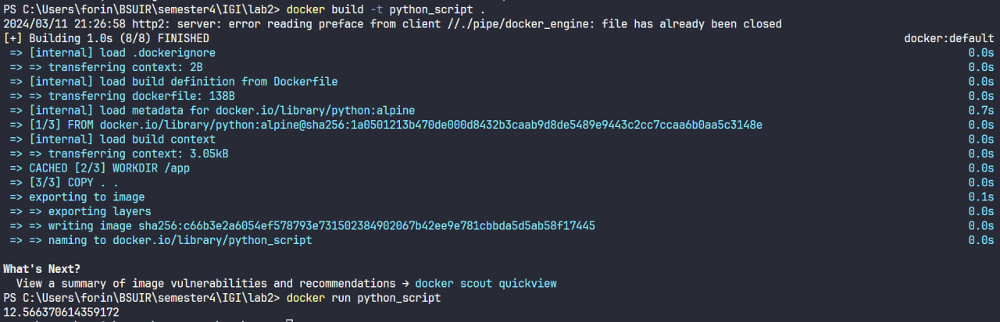 PS C:\Users\forin\BSUIR\semester4\IGI\lab2> docker build -t python_script .
2024/03/11 21:26:58 http2: server: error reading preface from client //./pipe/docker_engine: file has already been closed
[+] Building 1.0s (8/8) FINISHED docker:default
=> [internal] load .dockerignore 0.0s
=> => transferring context: 2B 0.0s
=> [internal] load build definition from Dockerfile 0.0s
=> => transferring dockerfile: 138B 0.0s
=> [internal] load metadata for docker.io/library/python:alpine 0.7s
=> [1/3] FROM docker.io/library/python:alpine@sha256:1a0501213b470de000d8432b3caab9d8de5489e9443c2cc7ccaa6b0aa5c3148e 0.0s
=> [internal] load build context 0.0s
=> => transferring context: 3.05kB 0.0s
=> CACHED [2/3] WORKDIR /app 0.0s
=> [3/3] COPY . . 0.0s
=> exporting to image 0.1s
=> => exporting layers 0.0s
=> => writing image sha256:c66b3e2a6054ef578793e731502384902067b42ee9e781cbbda5d5ab58f17445 0.0s
=> => naming to docker.io/library/python_script 0.0s
What's Next?
View a summary of image vulnerabilities and recommendations → docker scout quickview
PS C:\Users\forin\BSUIR\semester4\IGI\lab2> docker run python_script
12.566370614359172